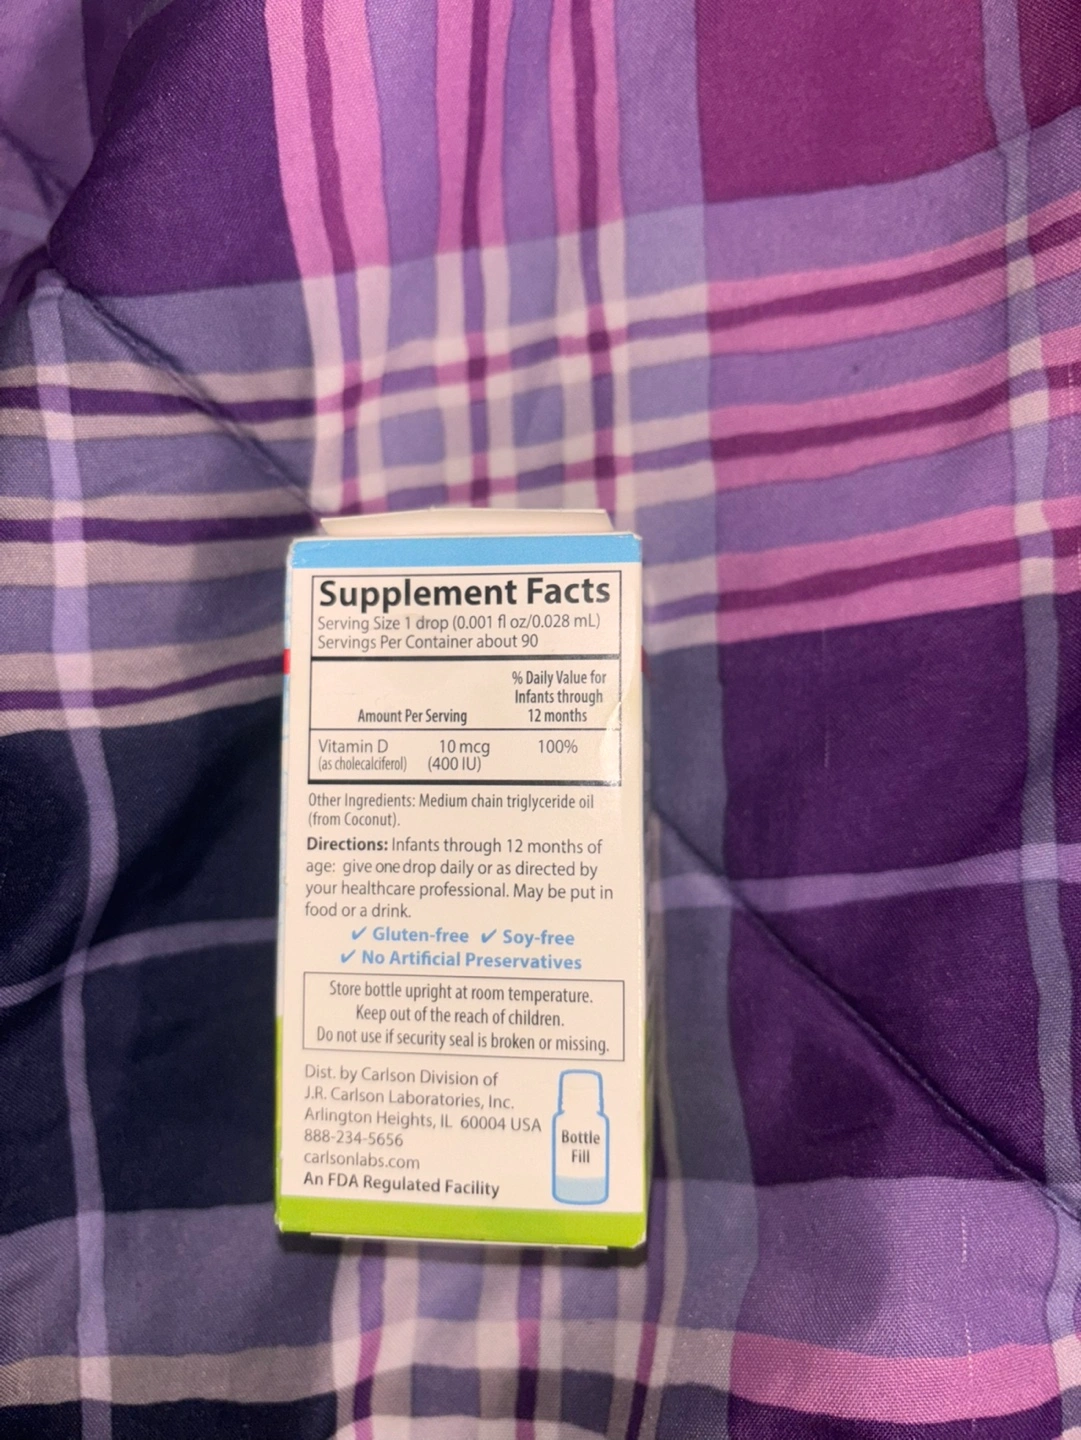 Supplement Facts
Serving Size 1 drop (0.001 fl oz/0.028 mL)
Servings Per Container about 90
% Daily Value for
Infants through
Amount Per Serving 12 months
Vitamin D 10 mcg 100%
(as cholecalciferol) (400 IU)
Other Ingredients: Medium chain triglyceride oil
(from Coconut).
Directions: Infants through 12 months of
age: give one drop daily or as directed by
your healthcare professional. May be put in
food or a drink.
✓ Gluten-free ✓ Soy-free
✓ No Artificial Preservatives
Store bottle upright at room temperature.
Keep out of the reach of children.
Do not use if security seal is broken or missing.
Dist. by Carlson Division of
J.R. Carlson Laboratories, Inc.
Arlington Heights, IL 60004 USA
888-234-5656
carlsonlabs.com
An FDA Regulated Facility
Bottle
Fill